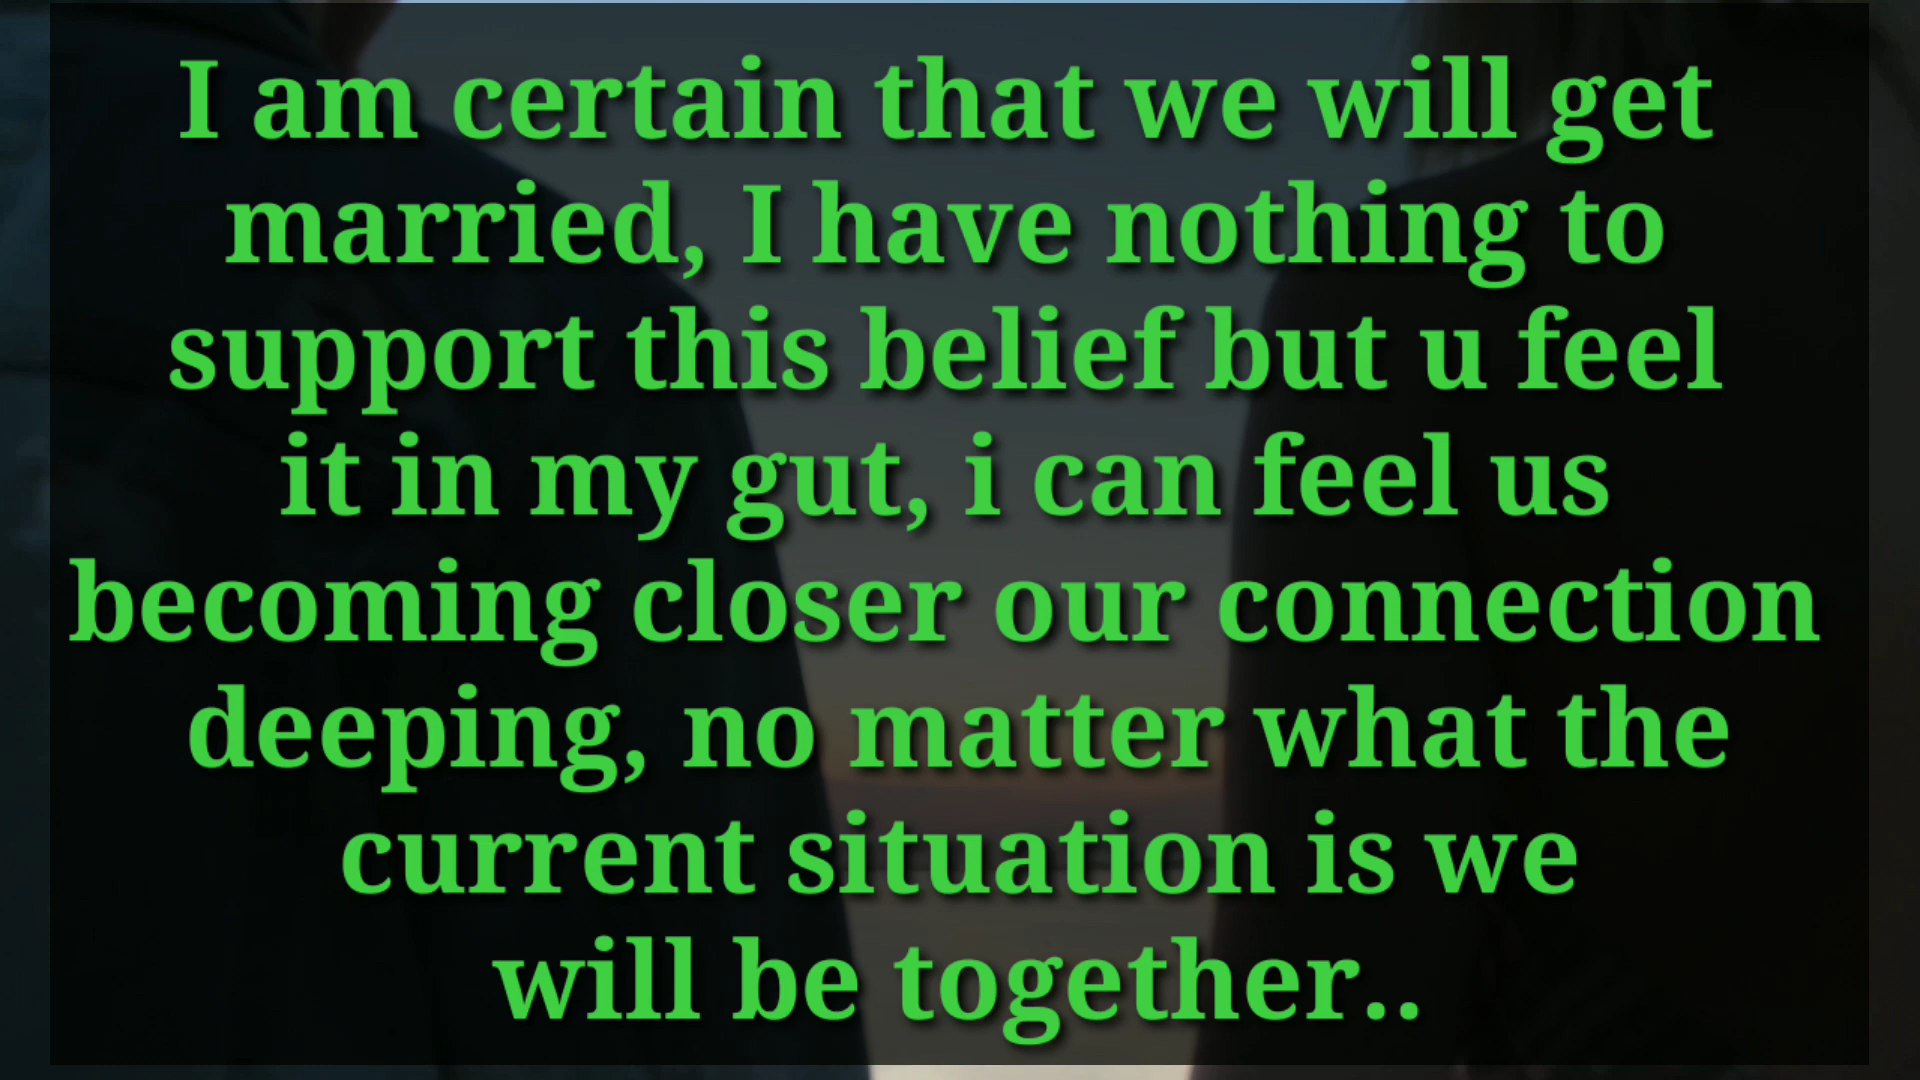 I am certain that we will get
married, I have nothing to
support this belief but u feel
it in my gut, i can feel us
becoming closer our connection
deeping, no matter what the
current situation is we
will be together..